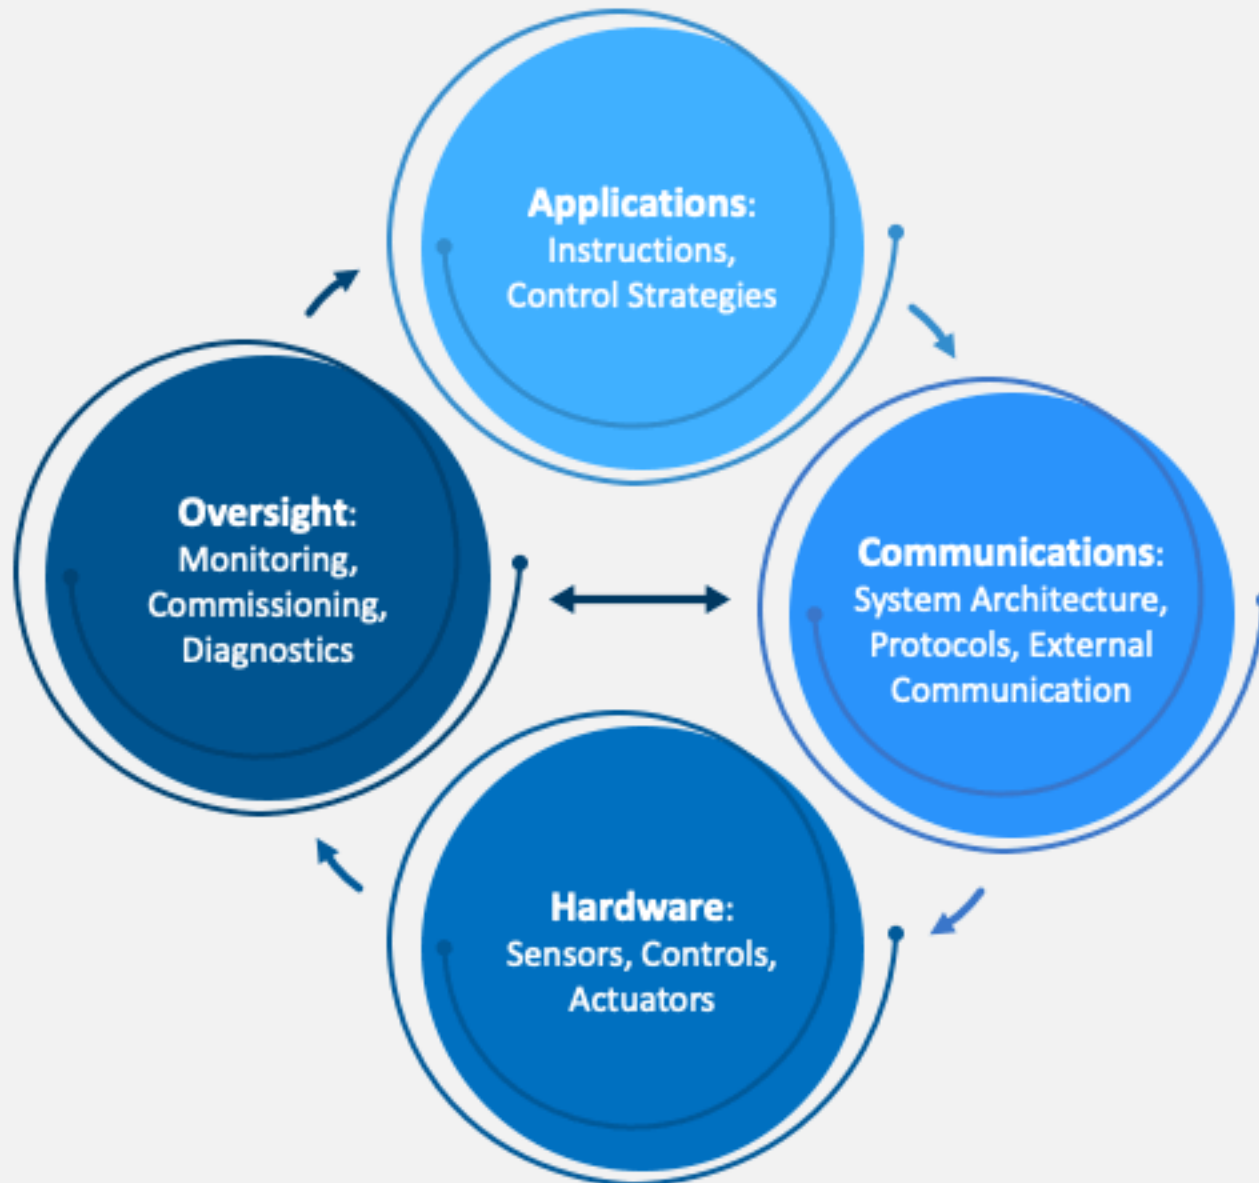 Applications:
Instructions,
Control Strategies
Oversight:
Monitoring,
Commissioning,
Diagnostics
Communications:
System Architecture,
Protocols, External
Communication
Hardware:
Sensors, Controls,
Actuators